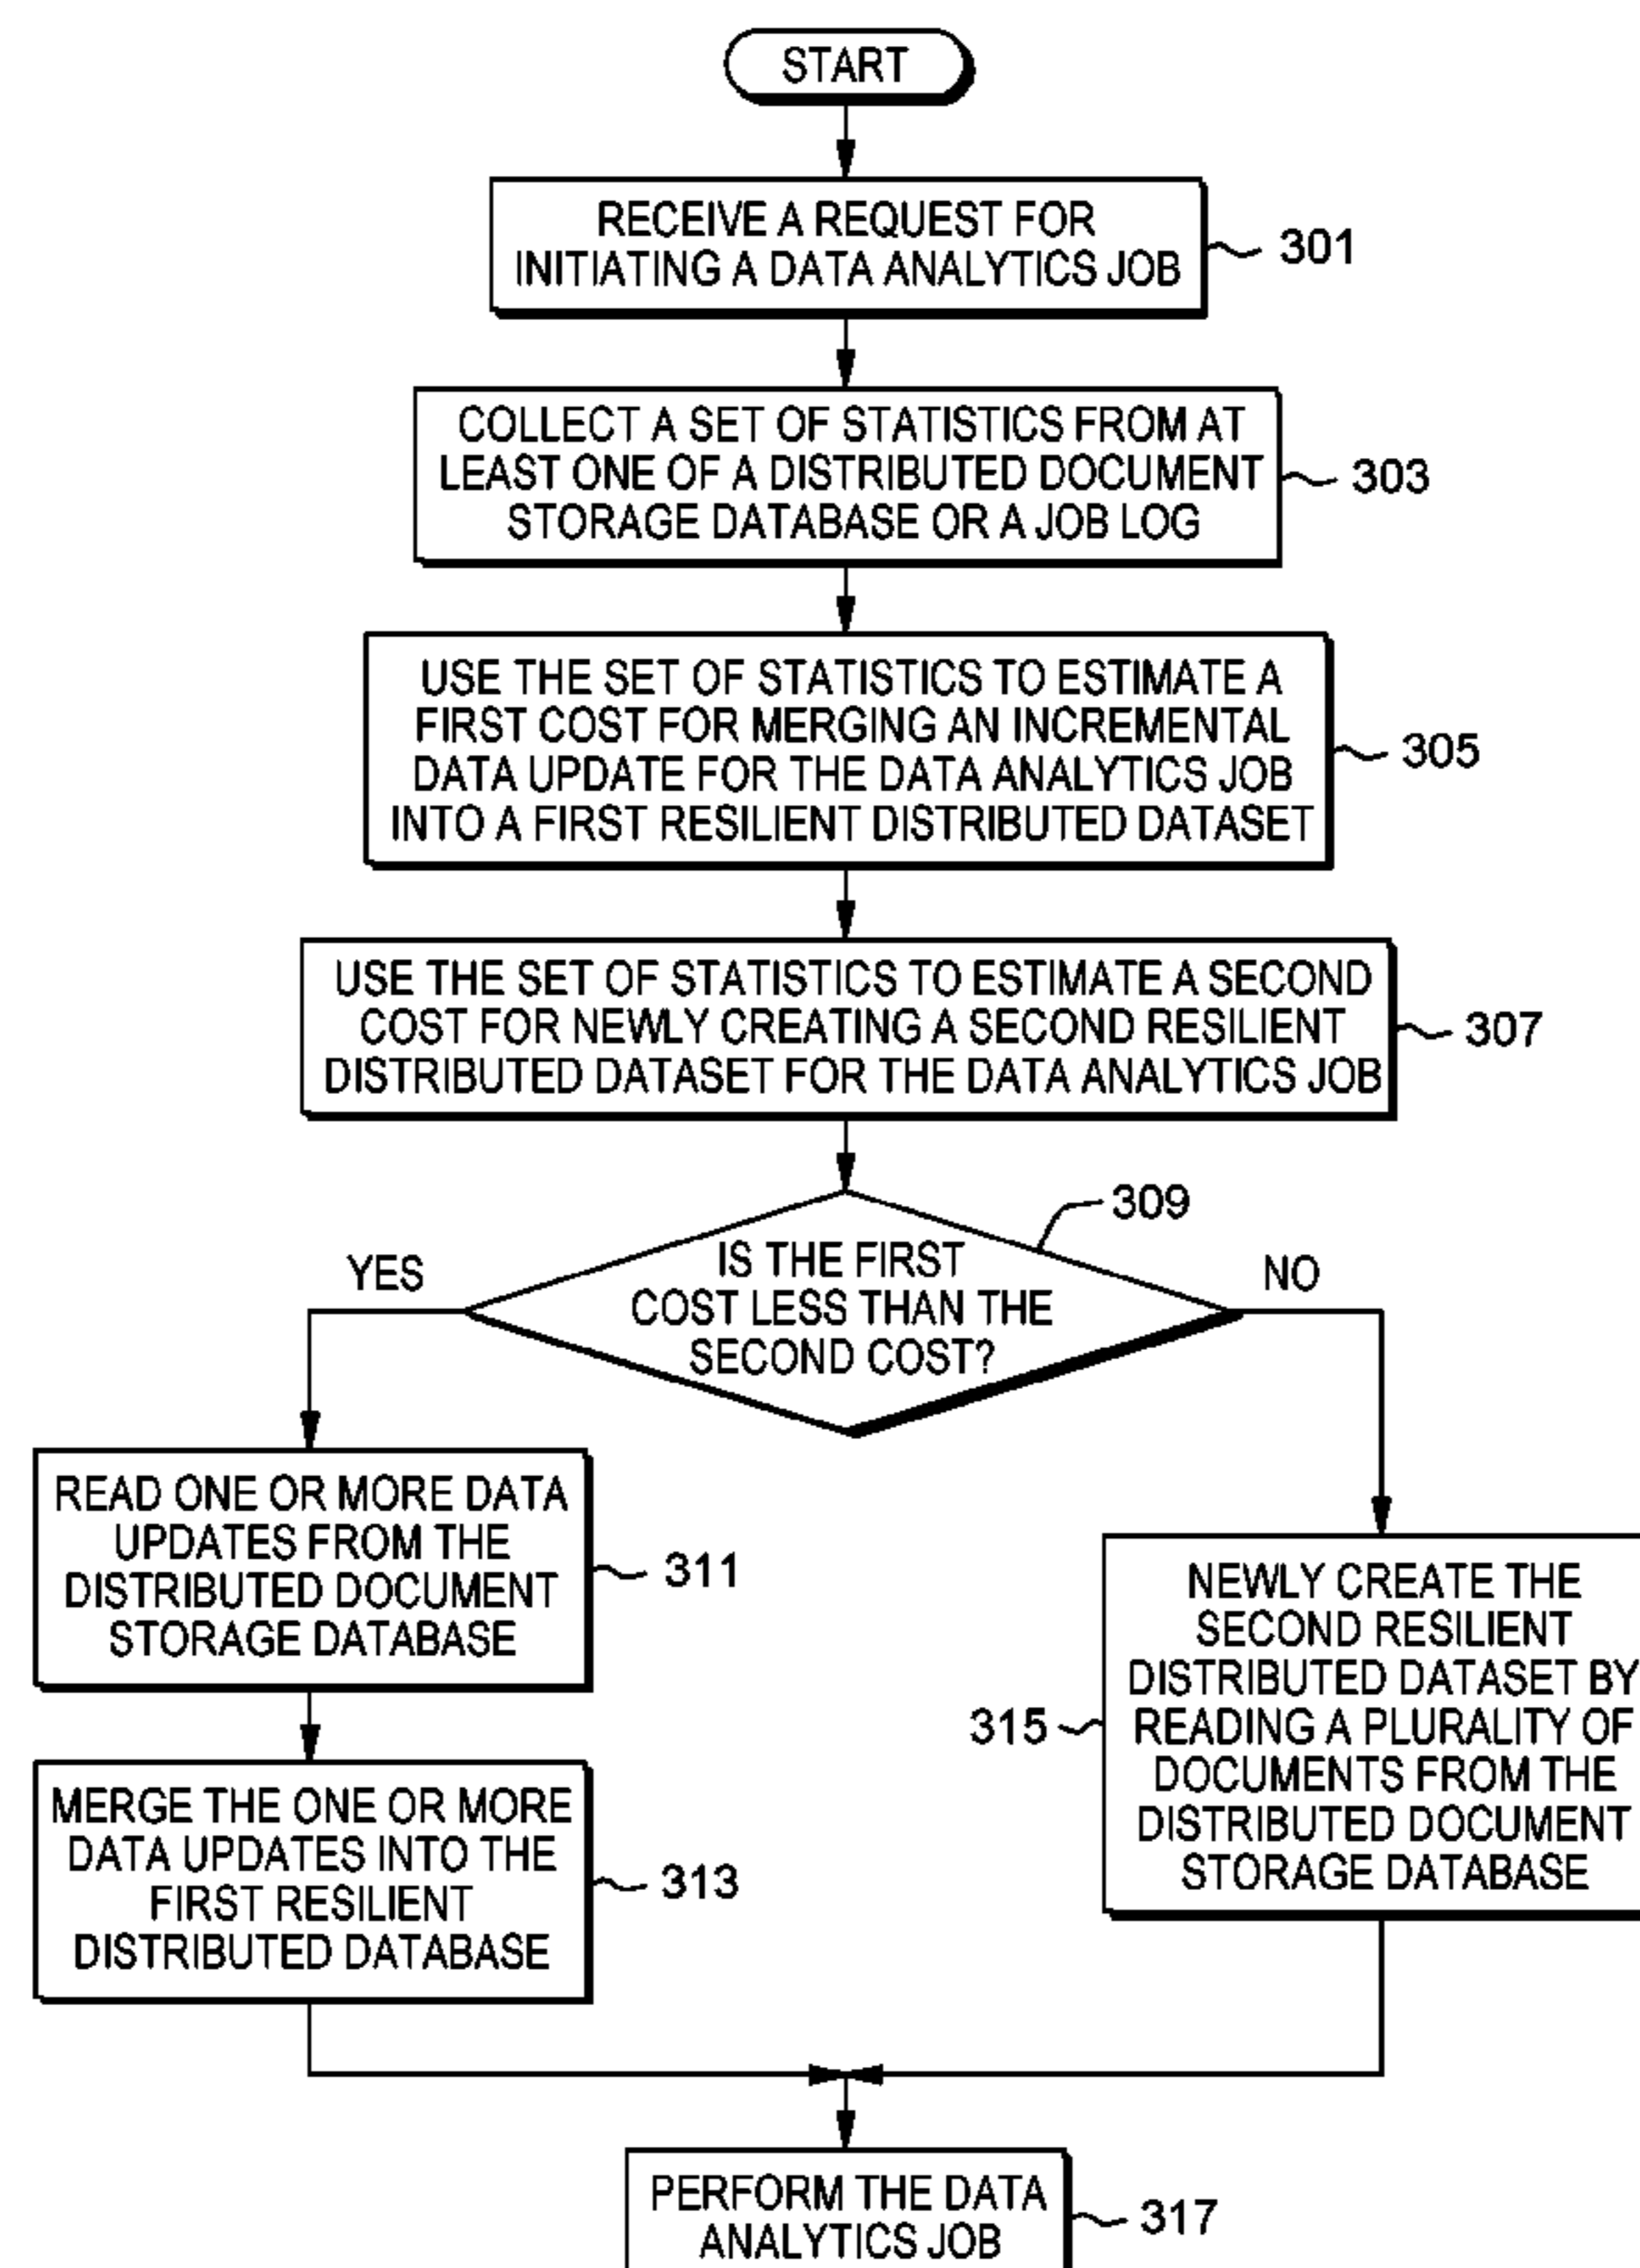 START
RECEIVE A REQUEST FOR
INITIATING A DATA ANALYTICS JOB
301
COLLECT A SET OF STATISTICS FROM AT
LEAST ONE OF A DISTRIBUTED DOCUMENT
STORAGE DATABASE OR A JOB LOG
303
USE THE SET OF STATISTICS TO ESTIMATE A
FIRST COST FOR MERGING AN INCREMENTAL
DATA UPDATE FOR THE DATA ANALYTICS JOB
INTO A FIRST RESILIENT DISTRIBUTED DATASET
305
USE THE SET OF STATISTICS TO ESTIMATE A SECOND
COST FOR NEWLY CREATING A SECOND RESILIENT
DISTRIBUTED DATASET FOR THE DATA ANALYTICS JOB
307
309
IS THE FIRST
COST LESS THAN THE
SECOND COST?
YES
NO
READ ONE OR MORE DATA
UPDATES FROM THE
DISTRIBUTED DOCUMENT
STORAGE DATABASE
311
MERGE THE ONE OR MORE
DATA UPDATES INTO THE
FIRST RESILIENT
DISTRIBUTED DATABASE
313
NEWLY CREATE THE
SECOND RESILIENT
DISTRIBUTED DATASET BY
READING A PLURALITY OF
DOCUMENTS FROM THE
DISTRIBUTED DOCUMENT
STORAGE DATABASE
315
PERFORM THE DATA
ANALYTICS JOB
317